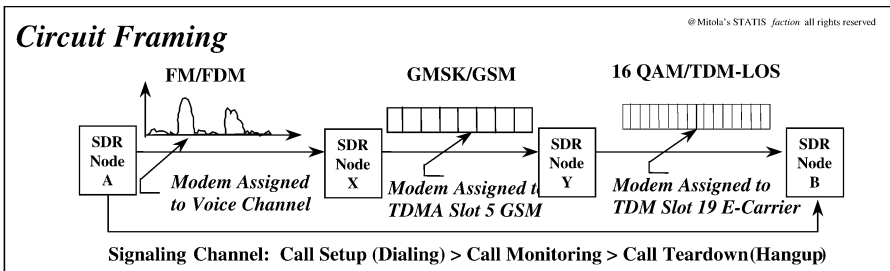 @Mitola's STATIS faction all rights reserved
Circuit Framing
FM/FDM
GMSK/GSM
16 QAM/TDM-LOS
SDR
Node
A
SDR
Node
X
SDR
Node
Y
SDR
Node
B
Modem Assigned
to Voice Channel
Modem Assigned t
TDMA Slot 5 GSM
Modem Assigned to
TDM Slot 19 E-Carrier
Signaling Channel: Call Setup (Dialing) > Call Monitoring > Call Teardown(Hangup)